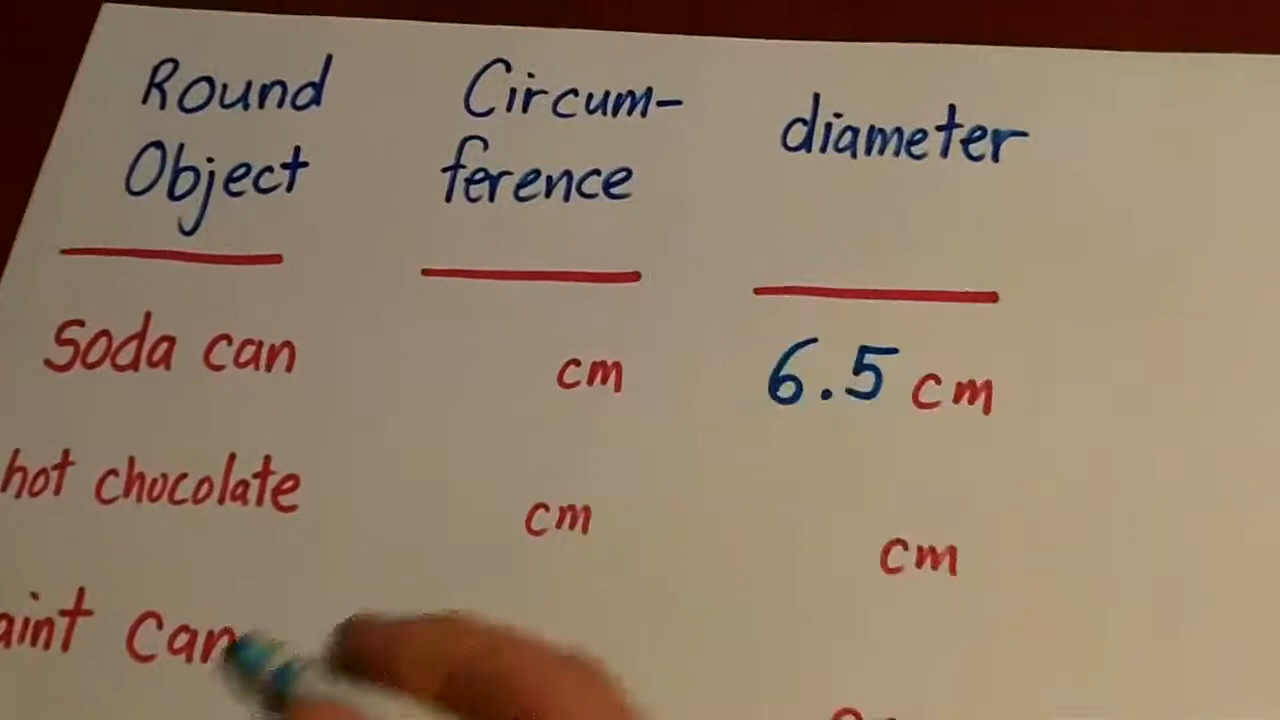 Round
Object
Circum-
ference
diameter
soda can
cm
6.5 cm
hot chocolate
cm
cm
aint can